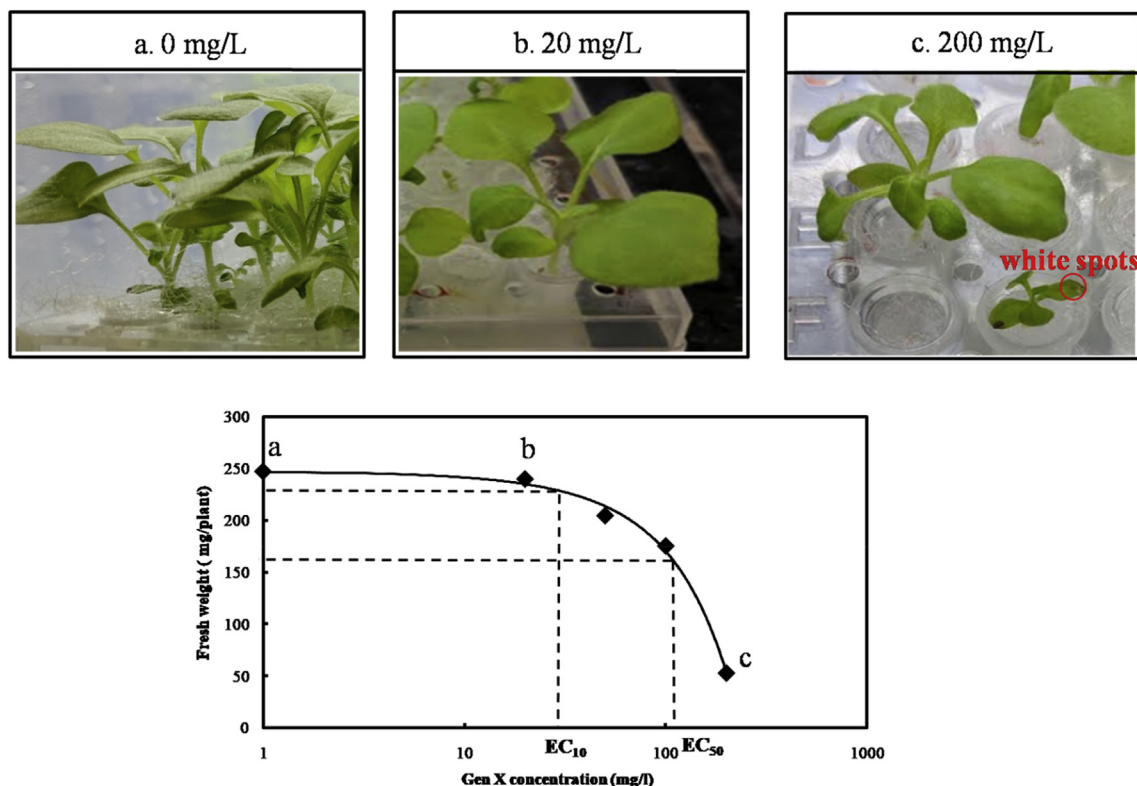 a. 0 mg/L
b. 20 mg/L
c. 200 mg/L
white spots
300
250
200
150
100
50
0
Fresh weight ( mg/plant)
a
b
c
1
10
EC₁₀
100
EC₅₀
1000
Gen X concentration (mg/l)